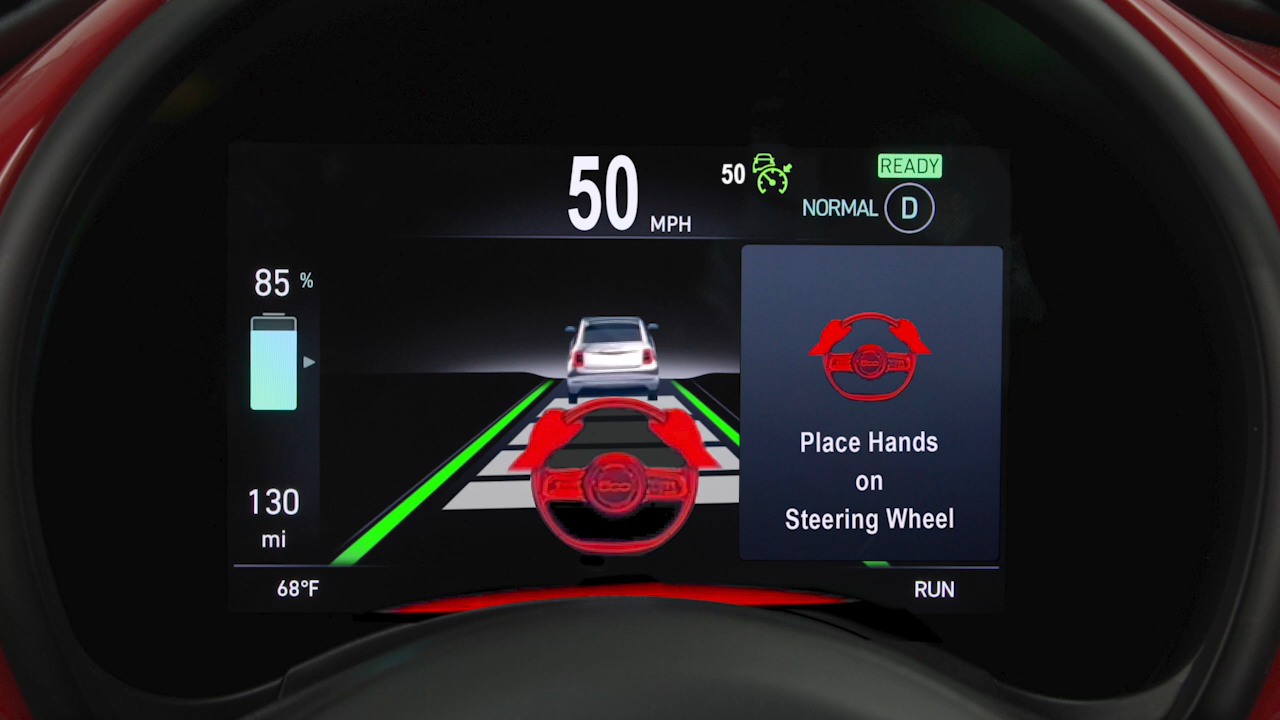 50 MPH
50
READY
NORMAL D
85 %
130
mi
Place Hands
on
Steering Wheel
68°F
RUN